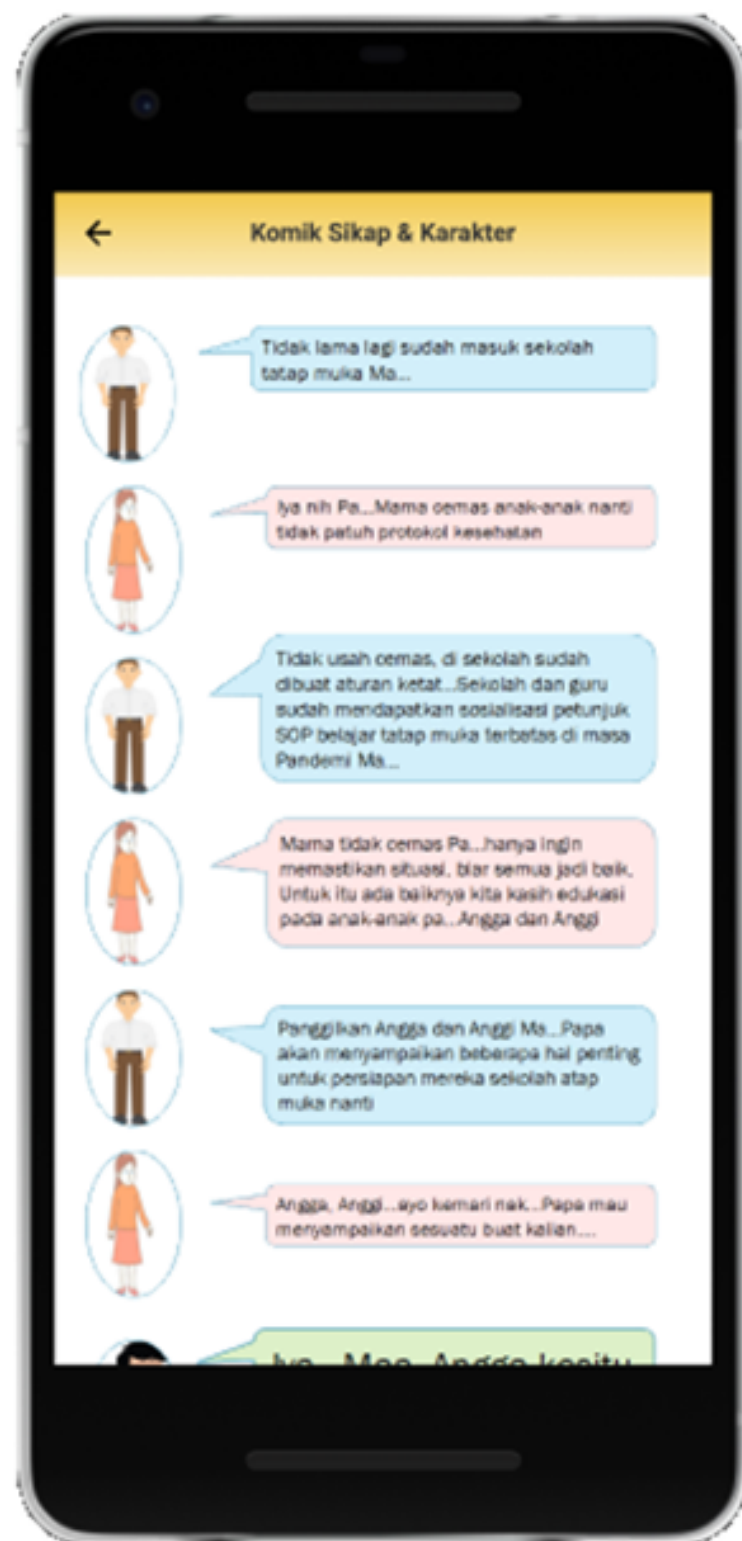 Komik Sikap & Karakter
Tidak lama lagi sudah masuk sekolah
tatap muka Ma...
Iya nih Pa...Mama cemas anak-anak nanti
tidak patuh protokol kesehatan
Tidak usah cemas, di sekolah sudah
dibuat aturan ketat...Sekolah dan guru
sudah mendapatkan sosialisasi petunjuk
SOP belajar tatap muka terbatas di masa
Pandemi Ma...
Mama tidak cemas Pa...hanya ingin
memastikan situasi, biar semua jadi baik.
Untuk itu ada baiknya kita kasih edukasi
pada anak-anak pa...Angga dan Anggi
Panggilkan Angga dan Anggi Ma...Papa
akan menyampaikan beberapa hal penting
untuk persiapan mereka sekolah atap
muka nanti
Angga, Anggi...ayo kemari nak...Papa mau
menyampaikan sesuatu buat kalian....
Iya...Maa..Angga kesitu